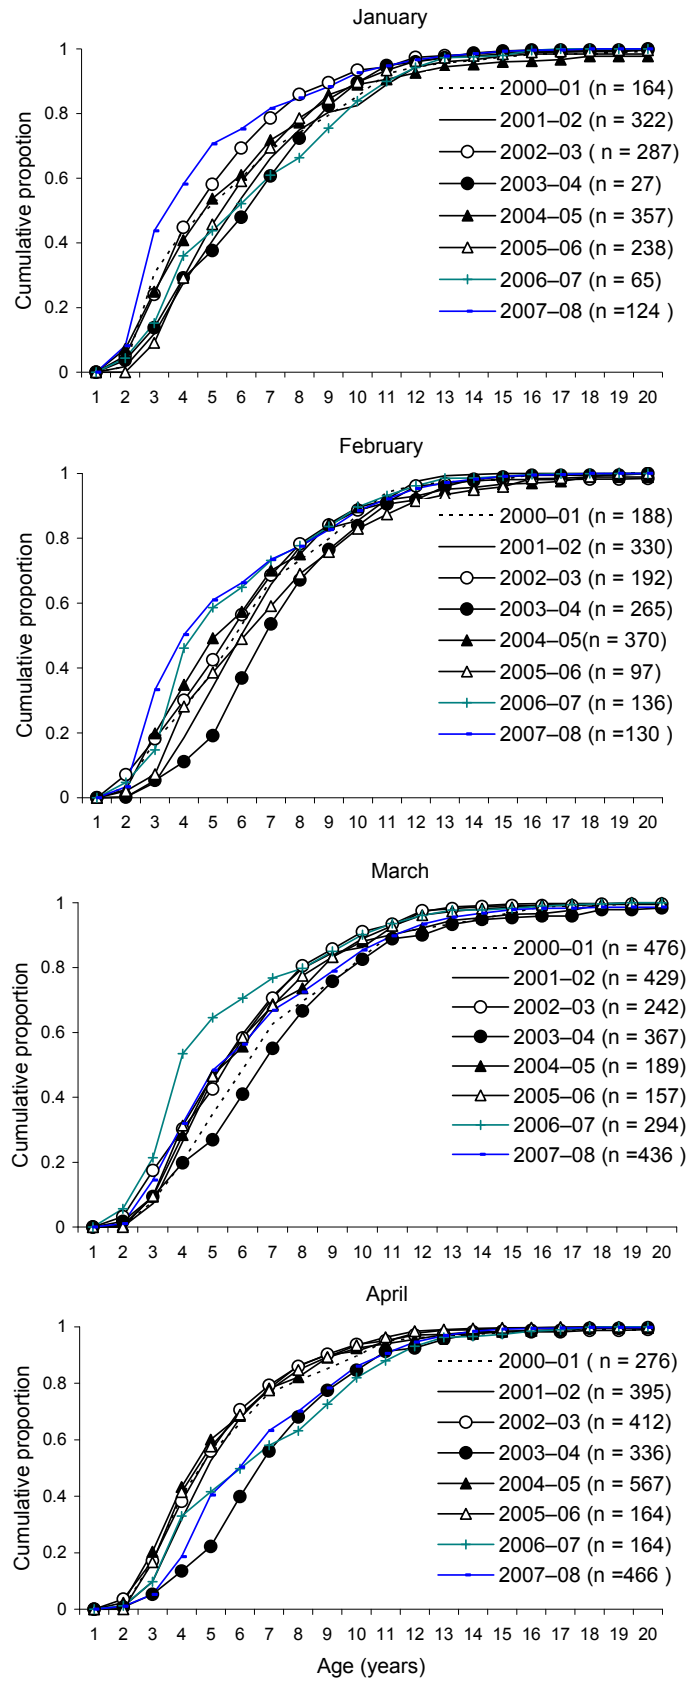 January
Cumulative propotion
1
0.8
0.6
0.4
0.2
0
2000–01 (n = 164)
2001–02 (n = 322)
2002–03 ( n = 287)
2003–04 (n = 27)
2004–05 (n = 357)
2005–06 (n = 238)
2006–07 (n = 65)
2007–08 (n =124 )
1 2 3 4 5 6 7 8 9 10 11 12 13 14 15 16 17 18 19 20
February
Cumulative proportion
1
0.8
0.6
0.4
0.2
0
2000–01 (n = 188)
2001–02 (n = 330)
2002–03 (n = 192)
2003–04 (n = 265)
2004–05(n = 370)
2005–06 (n = 97)
2006–07 (n = 136)
2007–08 (n =130 )
1 2 3 4 5 6 7 8 9 10 11 12 13 14 15 16 17 18 19 20
March
Cumulative proportion
1
0.8
0.6
0.4
0.2
0
2000–01 (n = 476)
2001–02 (n = 429)
2002–03 (n = 242)
2003–04 (n = 367)
2004–05 (n = 189)
2005–06 (n = 157)
2006–07 (n = 294)
2007–08 (n =436 )
1 2 3 4 5 6 7 8 9 10 11 12 13 14 15 16 17 18 19 20
April
Cumulative proportion
1
0.8
0.6
0.4
0.2
0
2000–01 ( n = 276)
2001–02 (n = 395)
2002–03 (n = 412)
2003–04 (n = 336)
2004–05 (n = 567)
2005–06 (n = 164)
2006–07 (n = 164)
2007–08 (n =466 )
1 2 3 4 5 6 7 8 9 10 11 12 13 14 15 16 17 18 19 20
Age (years)